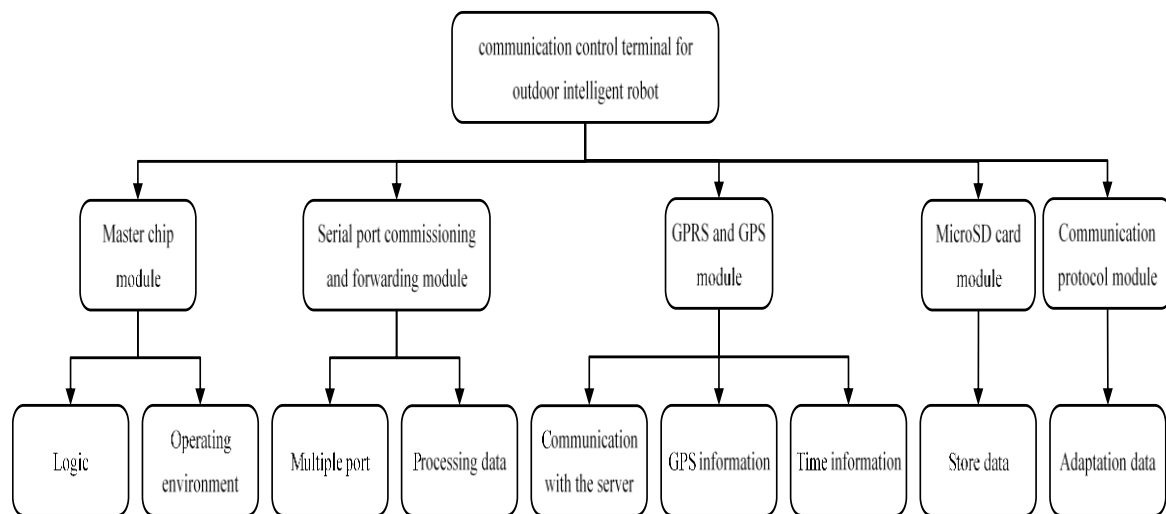 communication control terminal for
outdoor intelligent robot
Master chip
module
Serial port commissioning
and forwarding module
GPRS and GPS
module
MicroSD card
module
Communication
protocol module
Logic
Operating
environment
Multiple port
Processing data
Communication
with the server
GPS information
Time information
Store data
Adaptation data